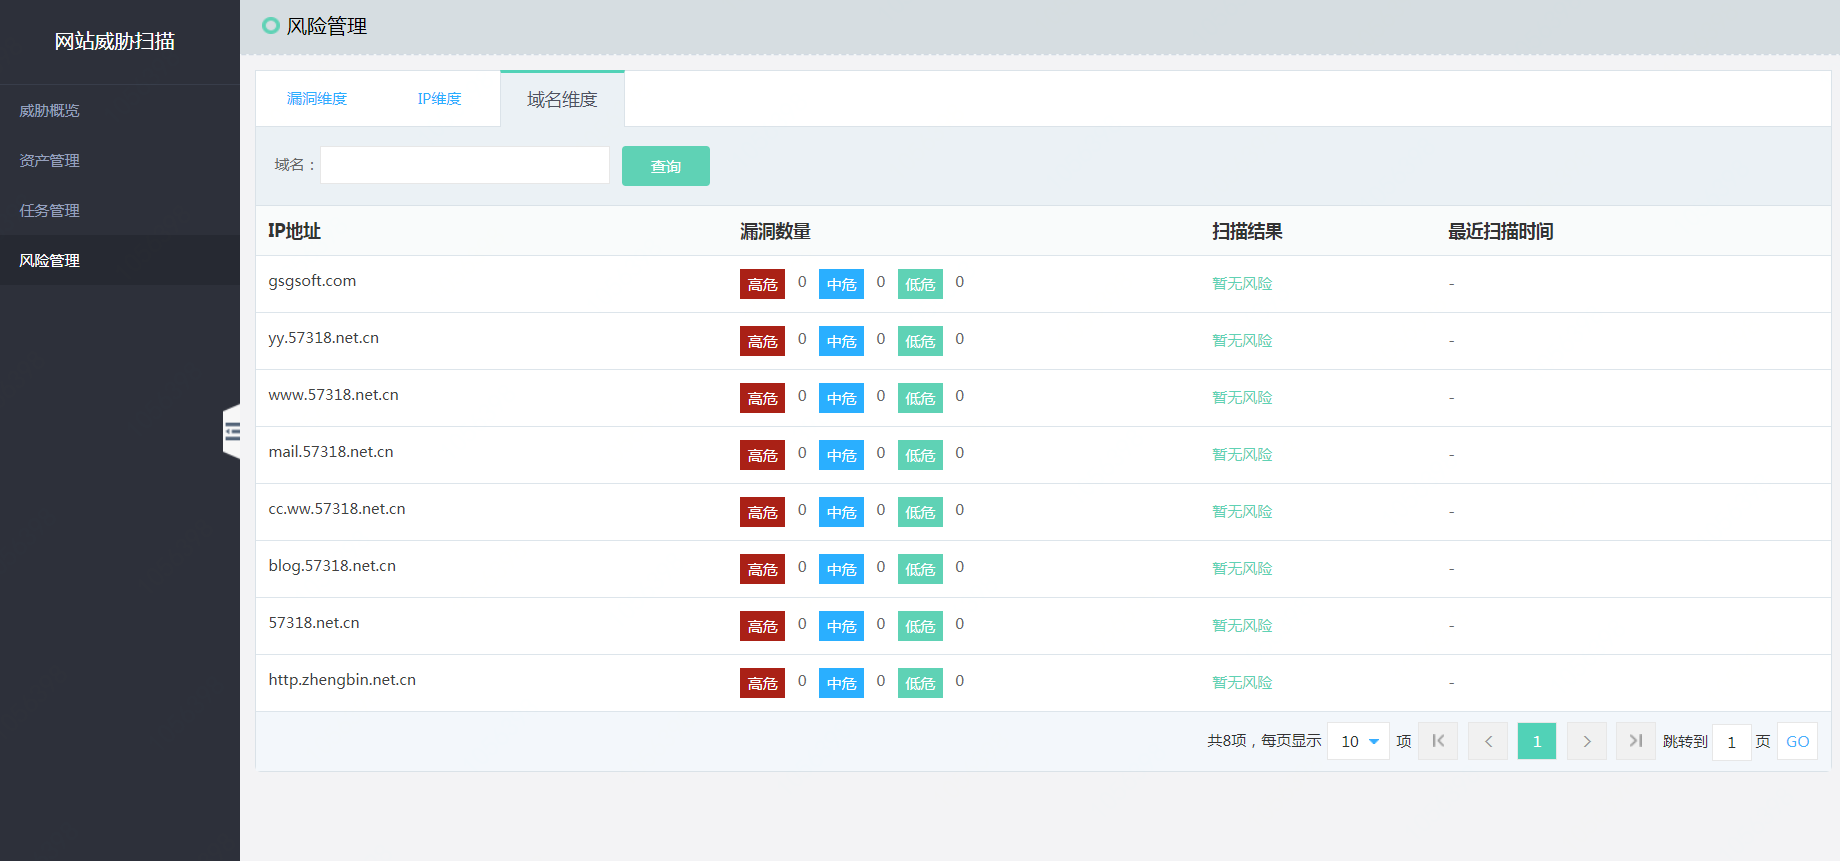 网站威胁扫描
威胁概览
资产管理
任务管理
风险管理
风险管理
漏洞维度 IP维度 域名维度
域名： 查询
IP地址 漏洞数量 扫描结果 最近扫描时间
gsgsoft.com 高危 0 中危 0 低危 0 暂无风险 -
yy.57318.net.cn 高危 0 中危 0 低危 0 暂无风险 -
www.57318.net.cn 高危 0 中危 0 低危 0 暂无风险 -
mail.57318.net.cn 高危 0 中危 0 低危 0 暂无风险 -
cc.ww.57318.net.cn 高危 0 中危 0 低危 0 暂无风险 -
blog.57318.net.cn 高危 0 中危 0 低危 0 暂无风险 -
57318.net.cn 高危 0 中危 0 低危 0 暂无风险 -
http.zhengbin.net.cn 高危 0 中危 0 低危 0 暂无风险 -
共8项，每页显示 10 项 1 跳转到 1 页 GO